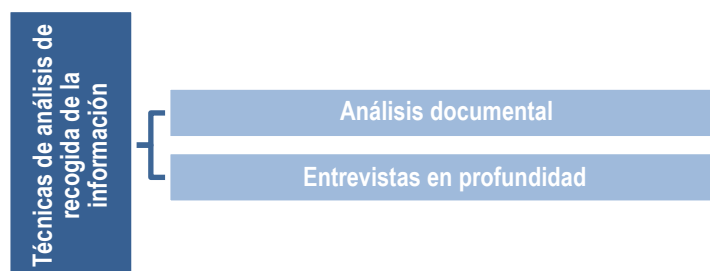 Técnicas de análisis de
recogida de la
información
Análisis documental
Entrevistas en profundidad